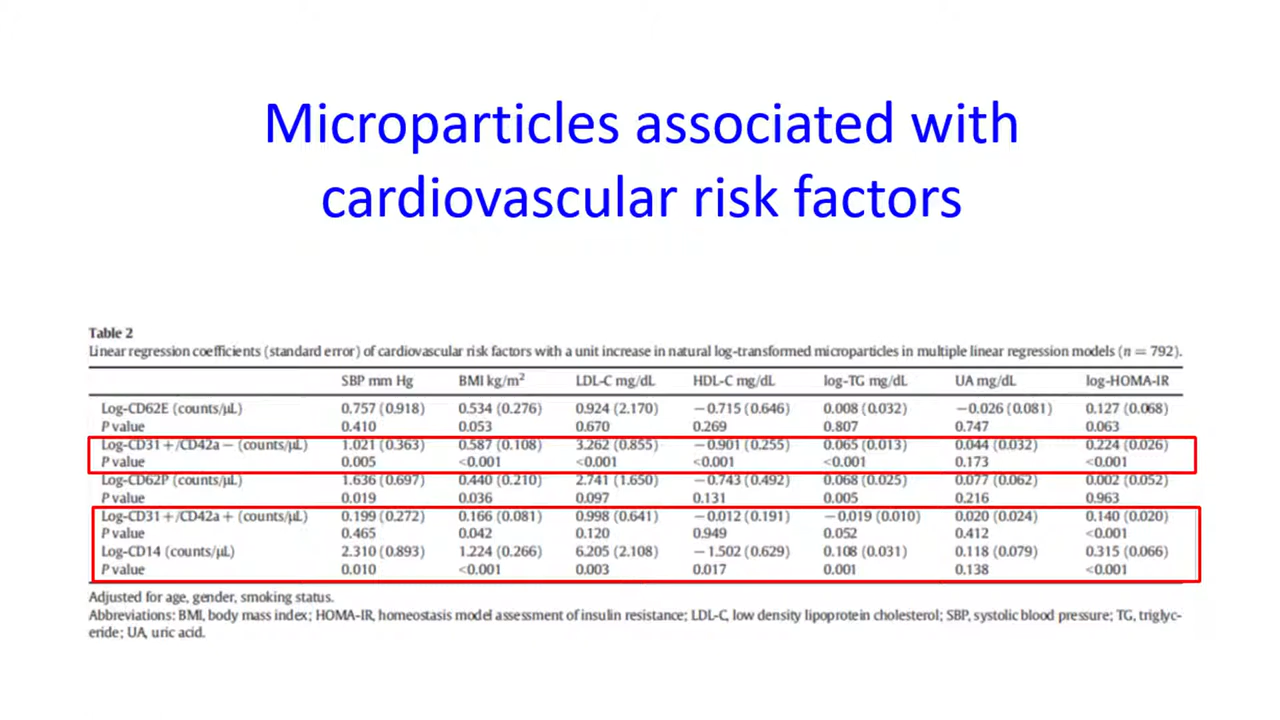 Microparticles associated with
cardiovascular risk factors
Table 2
Linear regression coefficients (standard error) of cardiovascular risk factors with a unit increase in natural log-transformed microparticles in multiple linear regression models (n = 792).
SBP mm Hg BMI kg/m² LDL-C mg/dL HDL-C mg/dL log-TG mg/dL UA mg/dL log-HOMA-IR
Log-CD62E (counts/μL) 0.757 (0.918) 0.534 (0.276) 0.924 (2.170) −0.715 (0.646) 0.008 (0.032) −0.026 (0.081) 0.127 (0.068)
P value 0.410 0.053 0.670 0.269 0.807 0.747 0.063
Log-CD31+/CD42a− (counts/μL) 1.021 (0.363) 0.587 (0.108) 3.262 (0.855) −0.901 (0.255) 0.065 (0.013) 0.044 (0.032) 0.224 (0.026)
P value 0.005 <0.001 <0.001 <0.001 <0.001 0.173 <0.001
Log-CD62P (counts/μL) 1.636 (0.697) 0.440 (0.210) 2.741 (1.650) −0.743 (0.492) 0.068 (0.025) 0.077 (0.062) 0.002 (0.052)
P value 0.019 0.036 0.097 0.131 0.005 0.216 0.963
Log-CD31+/CD42a+ (counts/μL) 0.199 (0.272) 0.166 (0.081) 0.998 (0.641) −0.012 (0.191) −0.019 (0.010) 0.020 (0.024) 0.140 (0.020)
P value 0.465 0.042 0.120 0.949 0.052 0.412 <0.001
Log-CD14 (counts/μL) 2.310 (0.893) 1.224 (0.266) 6.205 (2.108) −1.502 (0.629) 0.108 (0.031) 0.118 (0.079) 0.315 (0.066)
P value 0.010 <0.001 0.003 0.017 0.001 0.138 <0.001
Adjusted for age, gender, smoking status.
Abbreviations: BMI, body mass index; HOMA-IR, homeostasis model assessment of insulin resistance; LDL-C, low density lipoprotein cholesterol; SBP, systolic blood pressure; TG, triglyc-
eride; UA, uric acid.